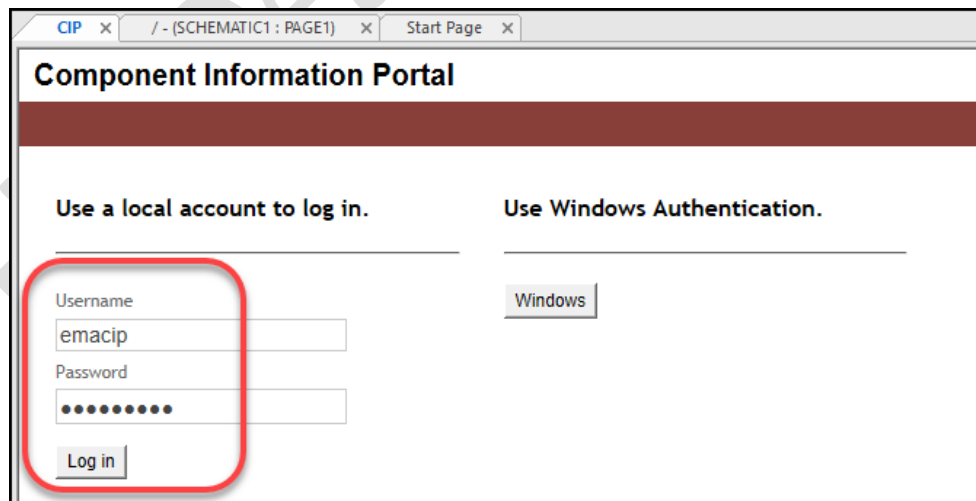 CIP / - (SCHEMATIC1 : PAGE1) Start Page
Component Information Portal
Use a local account to log in.
Username
emacip
Password
●●●●●●●●●
Log in
Use Windows Authentication.
Windows